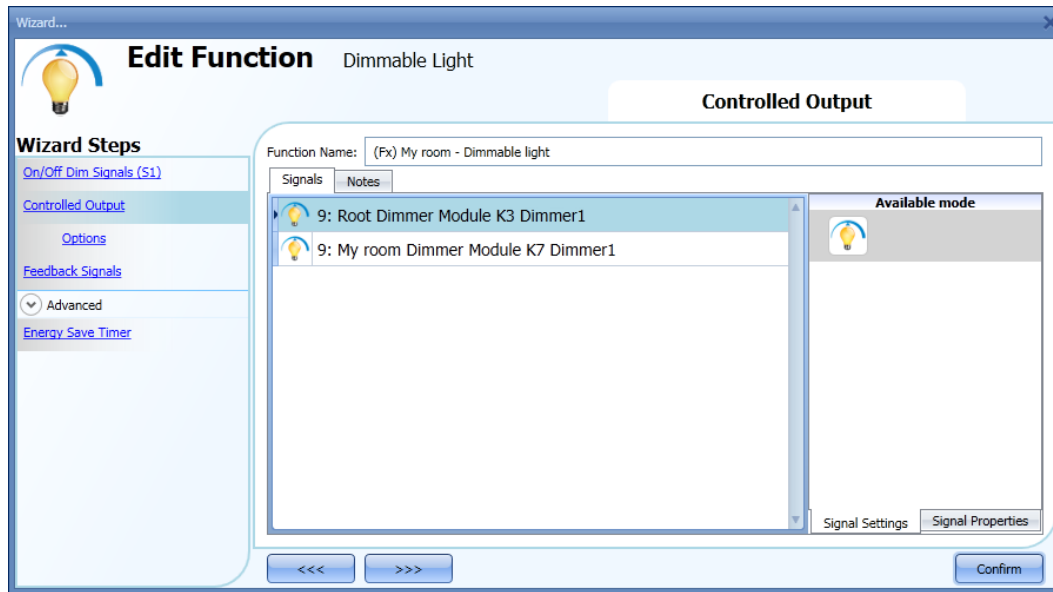 Wizard...
Edit Function Dimmable Light
Controlled Output
Wizard Steps
On/Off Dim Signals (S1)
Controlled Output
Options
Feedback Signals
Advanced
Energy Save Timer
Function Name: (Fx) My room - Dimmable light
Signals Notes
9: Root Dimmer Module K3 Dimmer1
9: My room Dimmer Module K7 Dimmer1
Available mode
Signal Settings Signal Properties
<<< >>> Confirm